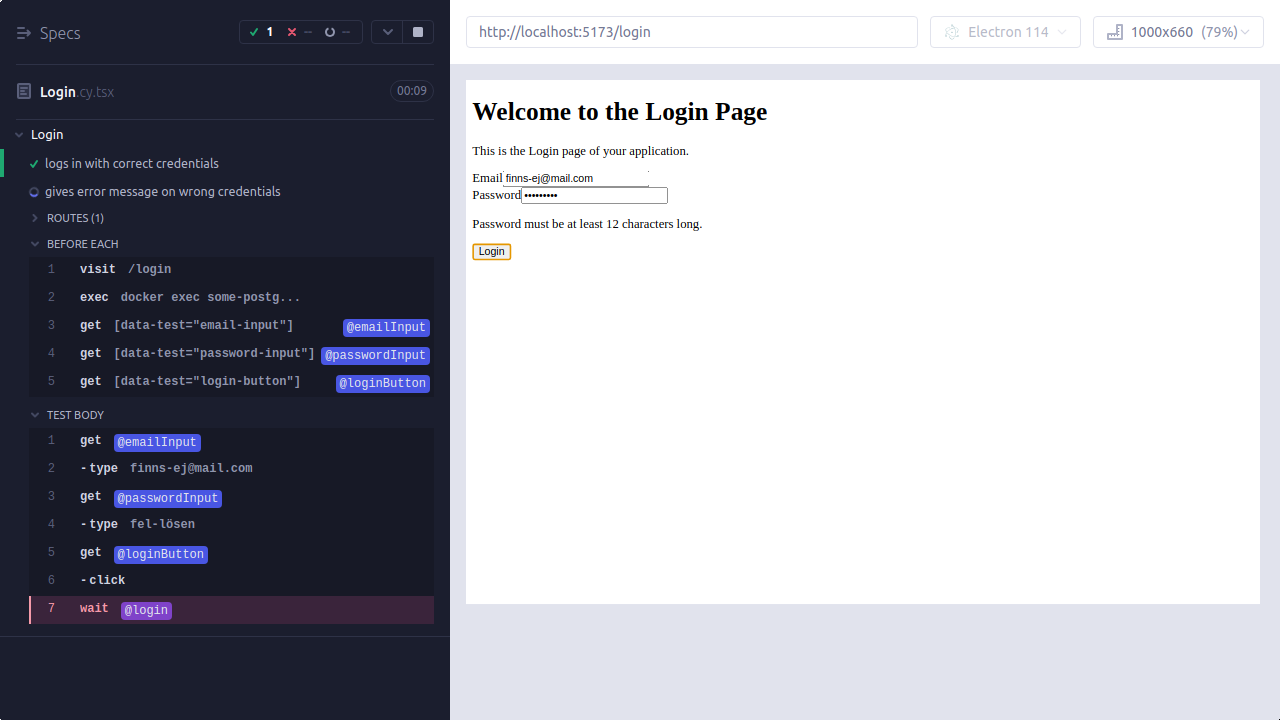 Specs
1 -- --
Login.cy.tsx 00:09
Login
logs in with correct credentials
gives error message on wrong credentials
ROUTES (1)
BEFORE EACH
1 visit /login
2 exec docker exec some-postg...
3 get [data-test="email-input"] @emailInput
4 get [data-test="password-input"] @passwordInput
5 get [data-test="login-button"] @loginButton
TEST BODY
1 get @emailInput
2 -type finns-ej@mail.com
3 get @passwordInput
4 -type fel-lösen
5 get @loginButton
6 -click
7 wait @login
http://localhost:5173/login
Electron 114
1000x660 (79%)
Welcome to the Login Page
This is the Login page of your application.
Email finns-ej@mail.com
Password •••••••••
Password must be at least 12 characters long.
Login